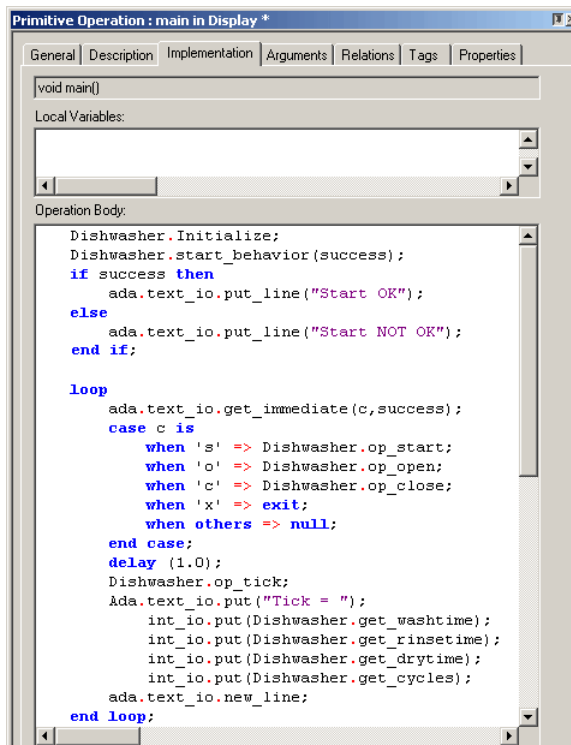 Primitive Operation : main in Display *
General Description Implementation Arguments Relations Tags Properties
void main()
Local Variables:
Operation Body:
Dishwasher.Initialize;
Dishwasher.start_behavior(success);
if success then
ada.text_io.put_line("Start OK");
else
ada.text_io.put_line("Start NOT OK");
end if;
loop
ada.text_io.get_immediate(c,success);
case c is
when 's' => Dishwasher.op_start;
when 'o' => Dishwasher.op_open;
when 'c' => Dishwasher.op_close;
when 'x' => exit;
when others => null;
end case;
delay (1.0);
Dishwasher.op_tick;
Ada.text_io.put("Tick = ");
int_io.put(Dishwasher.get_washtime);
int_io.put(Dishwasher.get_rinsetime);
int_io.put(Dishwasher.get_drytime);
int_io.put(Dishwasher.get_cycles);
ada.text_io.new_line;
end loop;